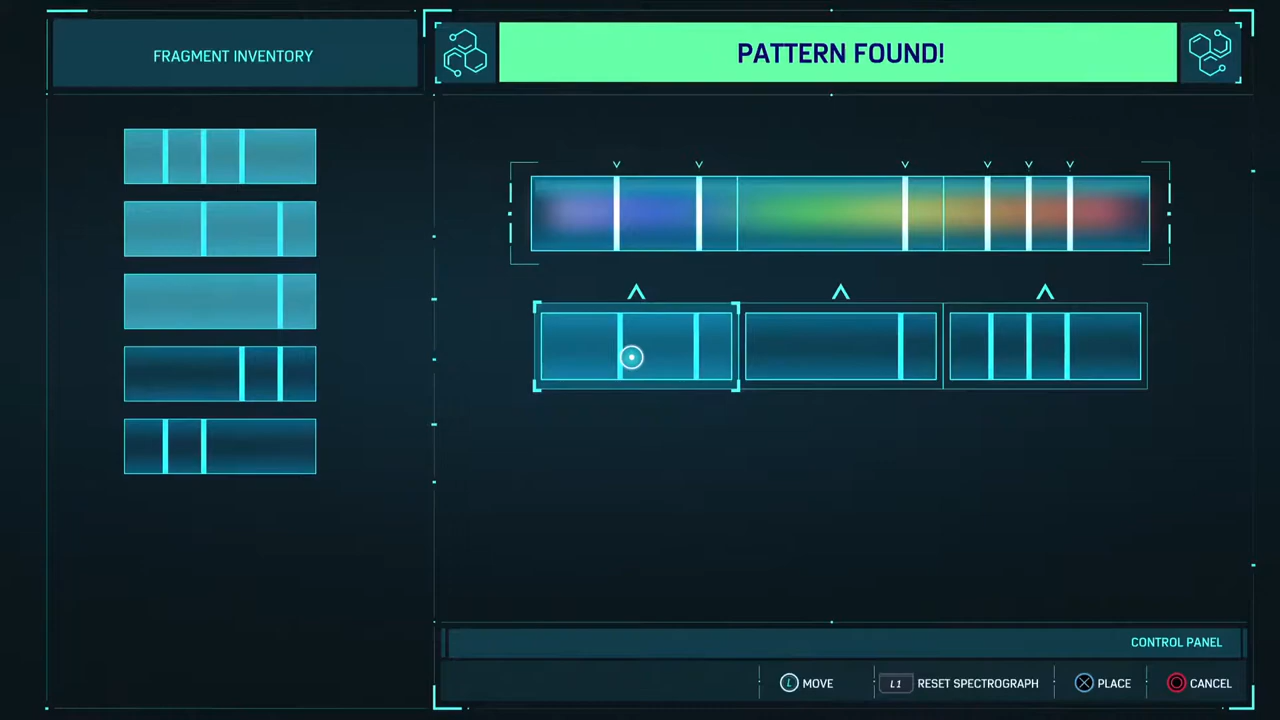 FRAGMENT INVENTORY
PATTERN FOUND!
CONTROL PANEL
L MOVE
L1 RESET SPECTROGRAPH
PLACE
CANCEL